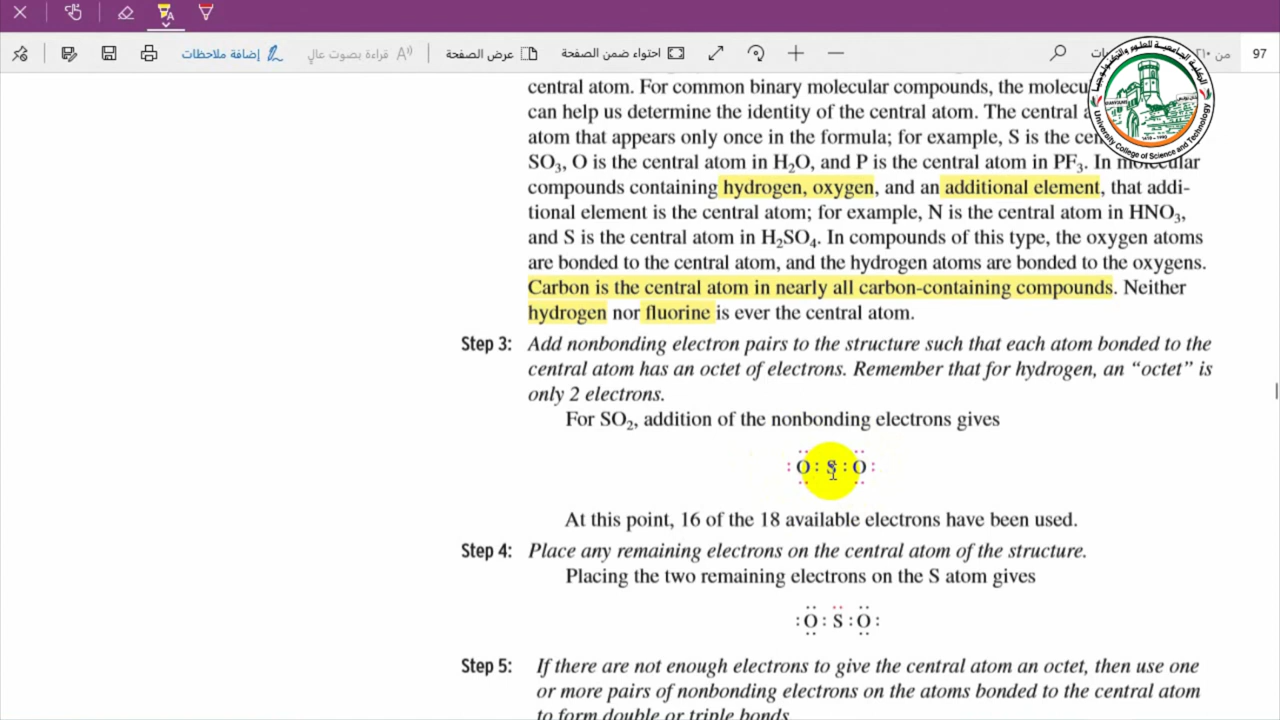 إضافة ملاحظات
قراءة بصوت عالٍ
عرض الصفحة
احتواء ضمن الصفحة
من
97
University College of Science and Technology
central atom. For common binary molecular compounds, the
can help us determine the identity of the central atom. The central
atom that appears only once in the formula; for example, S is the
SO₃, O is the central atom in H₂O, and P is the central atom in PF₃. In molecular
compounds containing hydrogen, oxygen, and an additional element, that addi-
tional element is the central atom; for example, N is the central atom in HNO₃,
and S is the central atom in H₂SO₄. In compounds of this type, the oxygen atoms
are bonded to the central atom, and the hydrogen atoms are bonded to the oxygens.
Carbon is the central atom in nearly all carbon-containing compounds. Neither
hydrogen nor fluorine is ever the central atom.
Step 3: Add nonbonding electron pairs to the structure such that each atom bonded to the
central atom has an octet of electrons. Remember that for hydrogen, an “octet” is
only 2 electrons.
For SO₂, addition of the nonbonding electrons gives
:O:S:O:
At this point, 16 of the 18 available electrons have been used.
Step 4: Place any remaining electrons on the central atom of the structure.
Placing the two remaining electrons on the S atom gives
:O:S:O:
Step 5: If there are not enough electrons to give the central atom an octet, then use one
or more pairs of nonbonding electrons on the atoms bonded to the central atom
to form double or triple bonds.